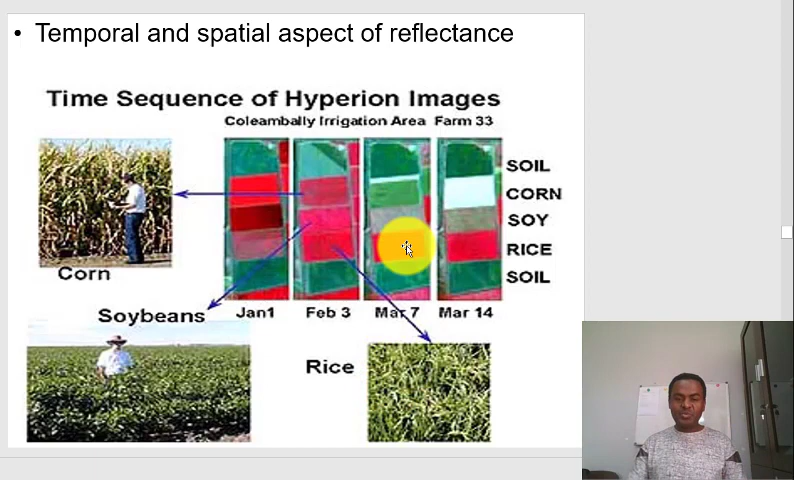 • Temporal and spatial aspect of reflectance
Time Sequence of Hyperion Images
Coleambally Irrigation Area Farm 33
SOIL
CORN
SOY
RICE
SOIL
Corn
Soybeans
Jan1 Feb 3 Mar 7 Mar 14
Rice